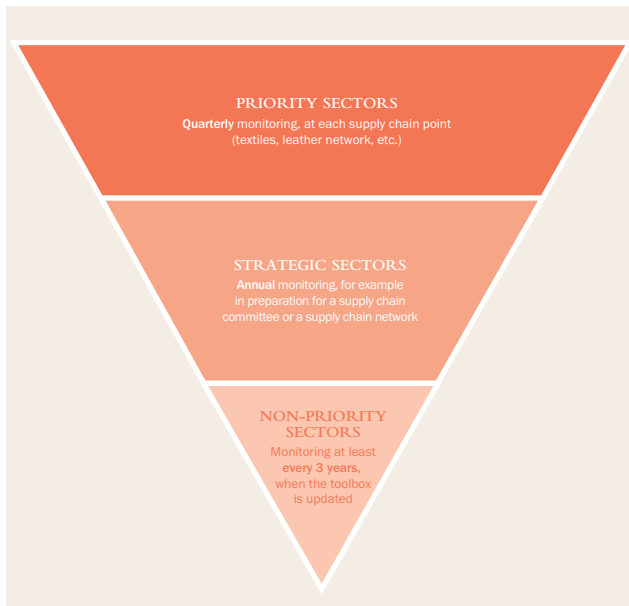 PRIORITY SECTORS
Quarterly monitoring, at each supply chain point
(textiles, leather network, etc.)
STRATEGIC SECTORS
Annual monitoring, for example
in preparation for a supply chain
committee or a supply chain network
NON-PRIORITY
SECTORS
Monitoring at least
every 3 years,
when the toolbox
is updated